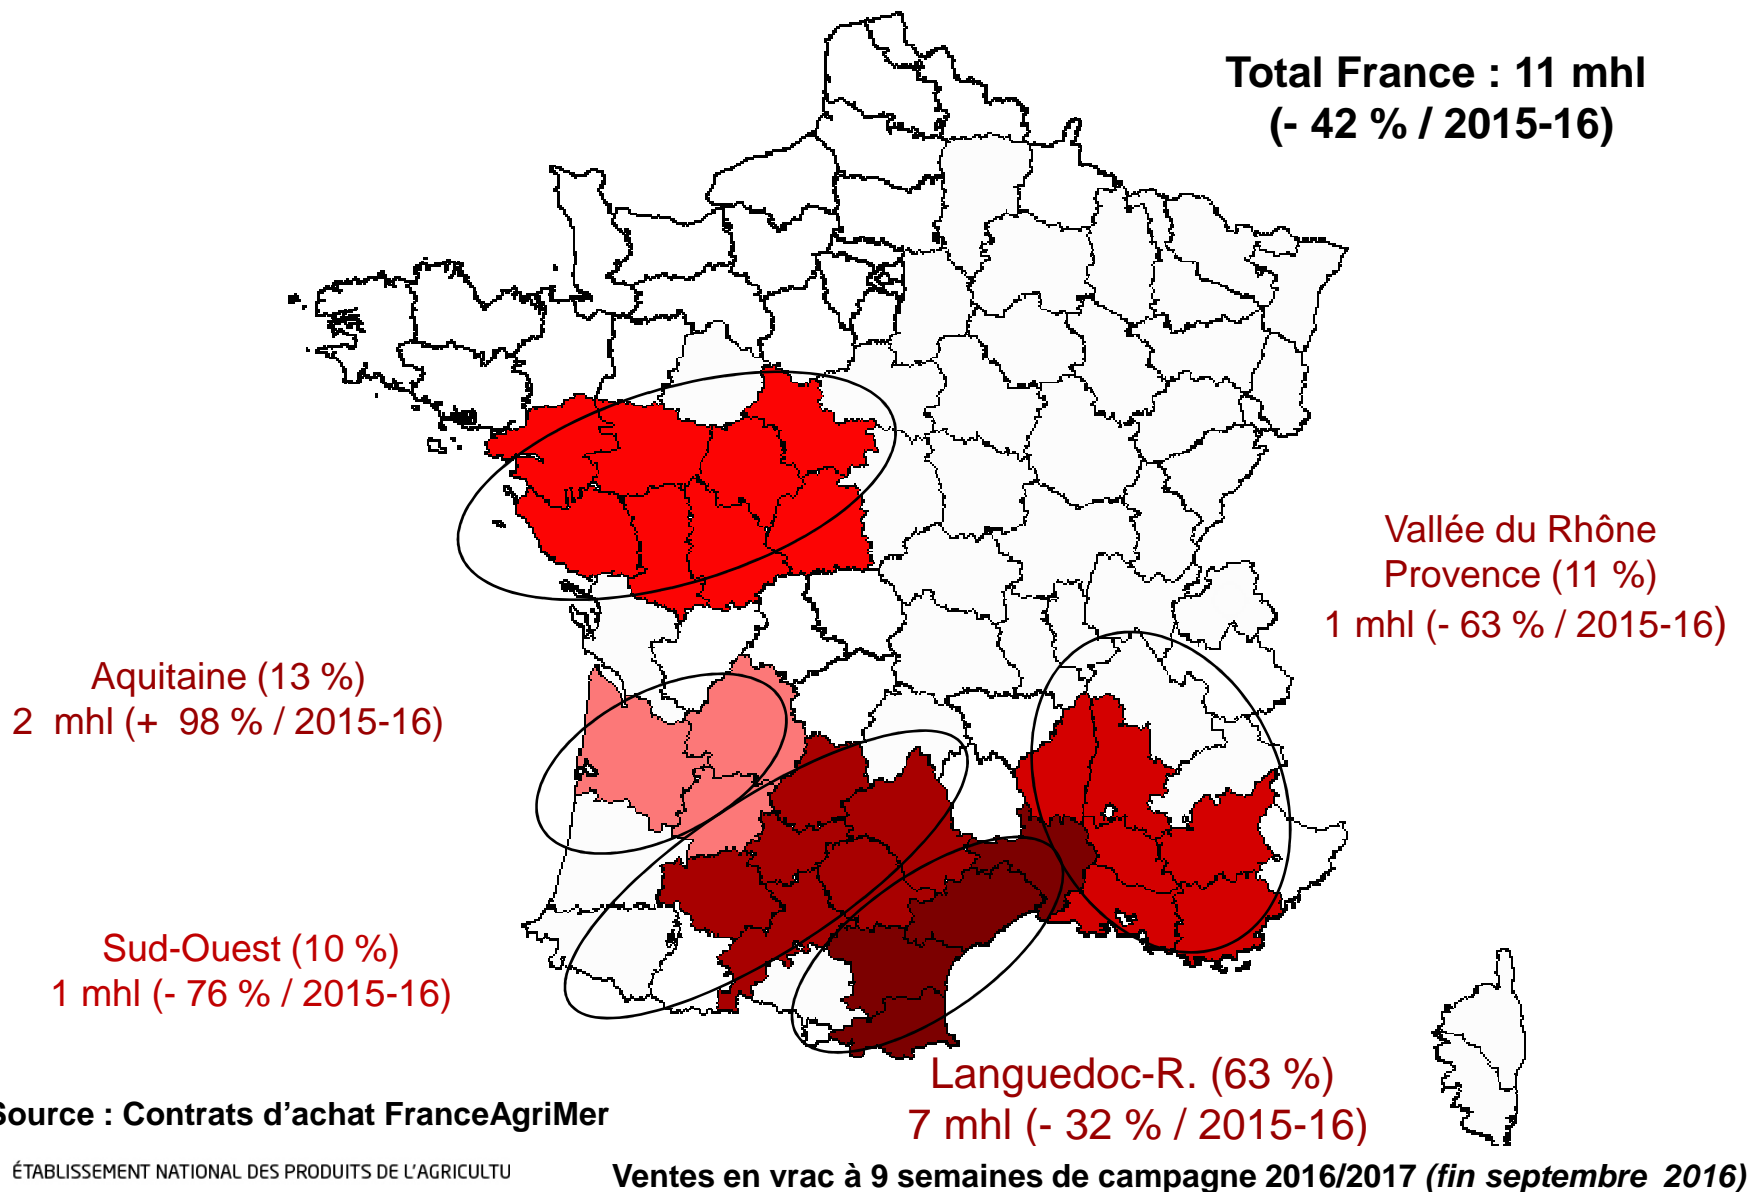 Total France : 11 mhl
(- 42 % / 2015-16)
Vallée du Rhône
Provence (11 %)
1 mhl (- 63 % / 2015-16)
Aquitaine (13 %)
2 mhl (+ 98 % / 2015-16)
Sud-Ouest (10 %)
1 mhl (- 76 % / 2015-16)
Languedoc-R. (63 %)
7 mhl (- 32 % / 2015-16)
Source : Contrats d’achat FranceAgriMer
ÉTABLISSEMENT NATIONAL DES PRODUITS DE L’AGRICULTU
Ventes en vrac à 9 semaines de campagne 2016/2017 (fin septembre 2016)